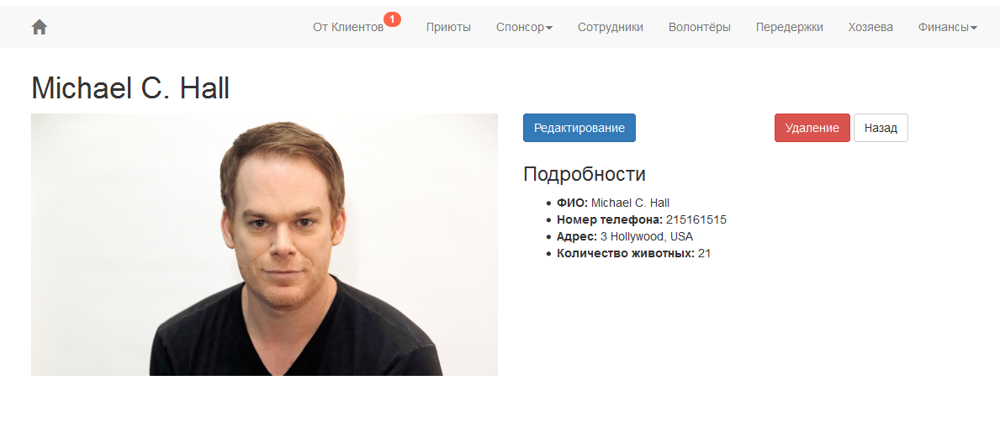 От Клиентов 1 Приюты Спонсор Сотрудники Волонтёры Передержки Хозяева Финансы
Michael C. Hall
Редактирование Удаление Назад
Подробности
ФИО: Michael C. Hall
Номер телефона: 215161515
Адрес: 3 Hollywood, USA
Количество животных: 21